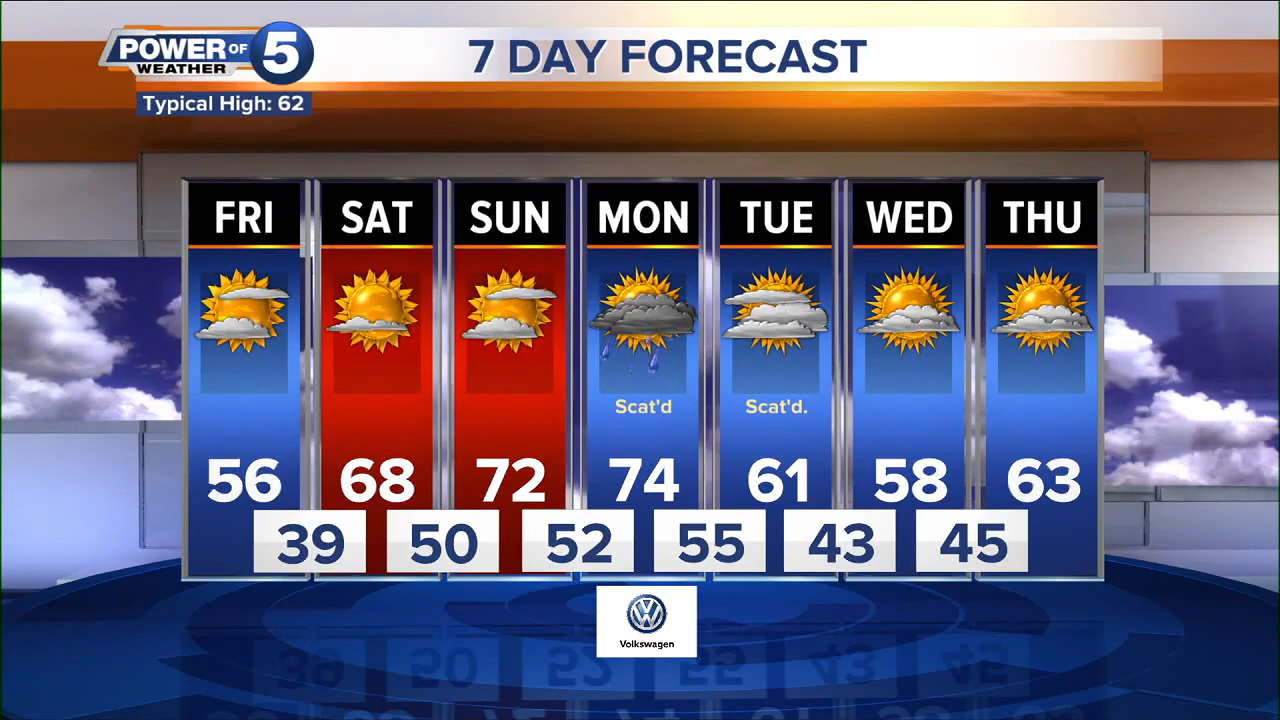 POWER OF 5
WEATHER
Typical High: 62
7 DAY FORECAST
FRI SAT SUN MON TUE WED THU
Scat'd Scat'd.
56 68 72 74 61 58 63
39 50 52 55 43 45
Volkswagen